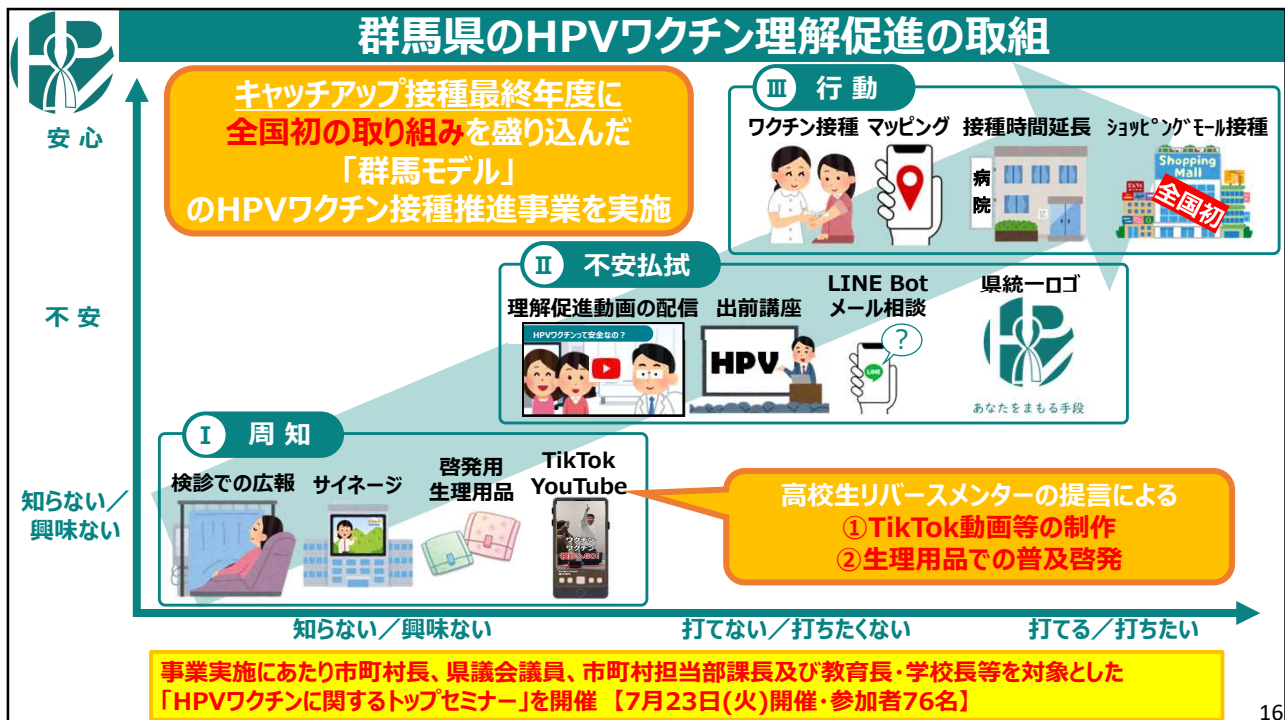 群馬県のHPVワクチン理解促進の取組
キャッチアップ接種最終年度に
全国初の取り組みを盛り込んだ
「群馬モデル」
のHPVワクチン接種推進事業を実施
安 心
不 安
知らない／
興味ない
Ⅲ 行 動
ワクチン接種 マッピング 接種時間延長 ｼｮｯﾋﾟﾝｸﾞﾓｰﾙ接種
病
院
Shopping
Mall
全国初
Ⅱ 不安払拭
理解促進動画の配信 出前講座
LINE Bot
メール相談
県統一ロゴ
HPVワクチンって安全なの？
HPV
?
LINE
あなたをまもる手段
Ⅰ 周 知
検診での広報 サイネージ
啓発用
生理用品
TikTok
YouTube
ワクチン
ワクチン
高校生リバースメンターの提言による
①TikTok動画等の制作
②生理用品での普及啓発
知らない／興味ない 打てない／打ちたくない 打てる／打ちたい
事業実施にあたり市町村長、県議会議員、市町村担当部課長及び教育長･学校長等を対象とした
「HPVワクチンに関するトップセミナー」を開催 【7月23日(火)開催･参加者76名】
16